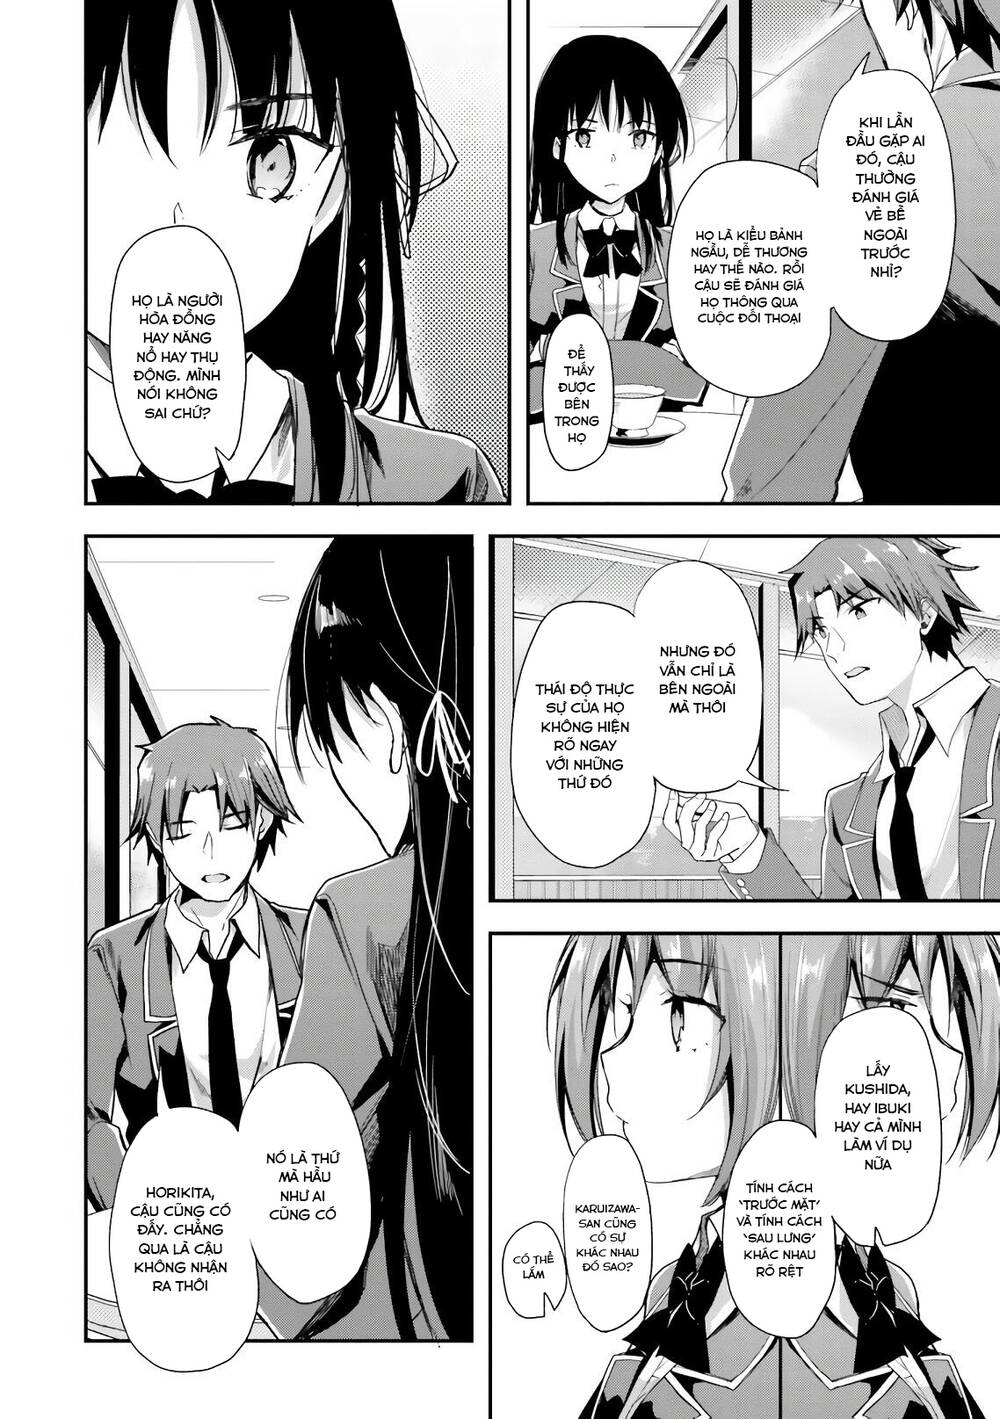 KHI LẦN
ĐẦU GẶP AI
ĐÓ, CẬU
THƯỜNG
ĐÁNH GIÁ
VẺ BỀ
NGOÀI
TRƯỚC
NHỈ?
HỌ LÀ KIỂU BẢNH
NGẦU, DỄ THƯƠNG
HAY THẾ NÀO. RỒI
CẬU SẼ ĐÁNH GIÁ
HỌ THÔNG QUA
CUỘC ĐỐI THOẠI
ĐỂ
THẤY
ĐƯỢC
BÊN
TRONG
HỌ
HỌ LÀ NGƯỜI
HÒA ĐỒNG
HAY NĂNG
NỔ HAY THỤ
ĐỘNG. MÌNH
NÓI KHÔNG
SAI CHỨ?
NHƯNG ĐÓ
VẪN CHỈ LÀ
BÊN NGOÀI
MÀ THÔI
THÁI ĐỘ THỰC
SỰ CỦA HỌ
KHÔNG HIỆN
RÕ NGAY
VỚI NHỮNG
THỨ ĐÓ
LẤY
KUSHIDA,
HAY IBUKI
HAY CẢ MÌNH
LÀM VÍ DỤ
NỮA
TÍNH CÁCH
'TRƯỚC MẶT'
VÀ TÍNH CÁCH
'SAU LƯNG'
KHÁC NHAU
RÕ RỆT
KARUIZAWA-
SAN CŨNG
CÓ SỰ
KHÁC NHAU
ĐÓ SAO?
CÓ THỂ
LẮM
NÓ LÀ THỨ
MÀ HẦU
NHƯ AI
CŨNG CÓ
HORIKITA,
CẬU CŨNG CÓ
ĐẤY. CHẲNG
QUA LÀ CẬU
KHÔNG NHẬN
RA THÔI